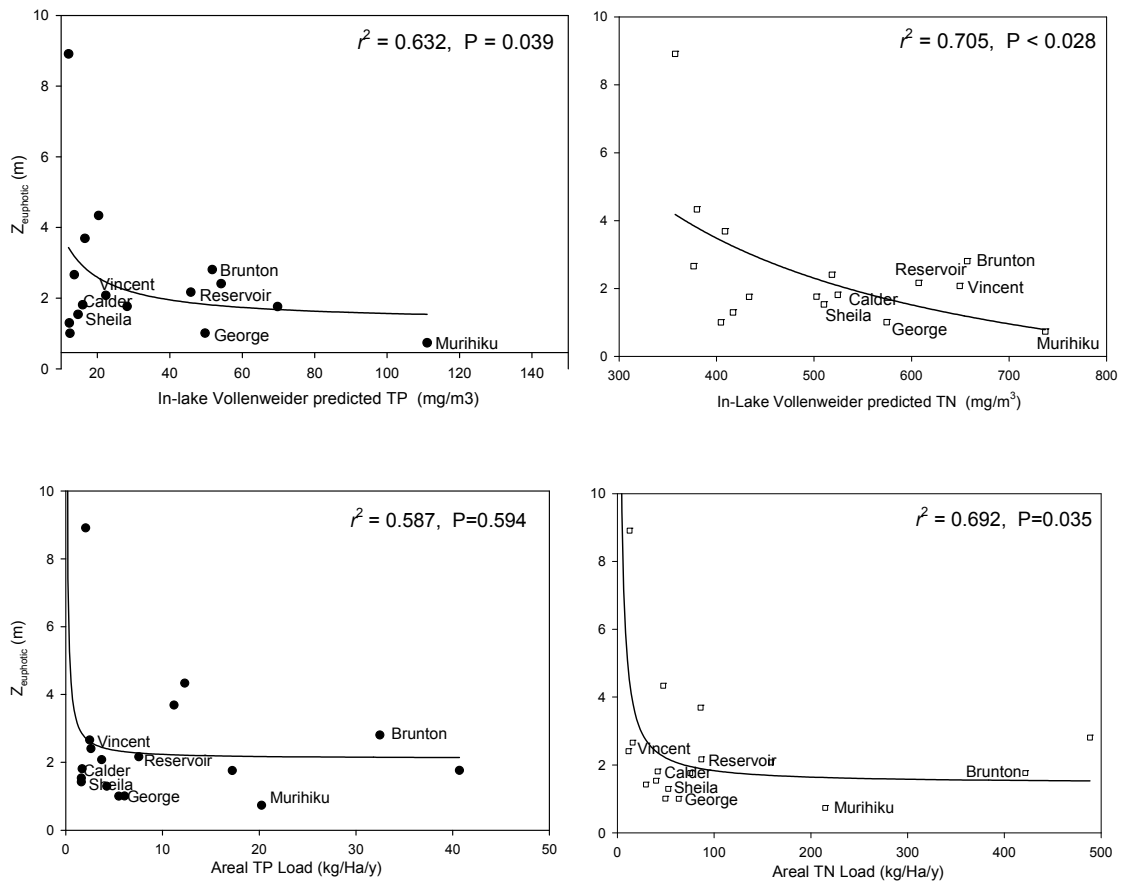 10
8
6
4
2
0
Z euphotic (m)
r² = 0.632, P = 0.039
Brunton
Vincent
Reservoir
Calder
Sheila
George
Murihiku
20 40 60 80 100 120 140
In-lake Vollenweider predicted TP (mg/m3)
10
8
6
4
2
0
r² = 0.705, P < 0.028
Brunton
Reservoir
Vincent
Calder
Sheila
George
Murihiku
300 400 500 600 700 800
In-Lake Vollenweider predicted TN (mg/m³)
10
8
6
4
2
0
Z euphotic (m)
r² = 0.587, P=0.594
Brunton
Vincent
Reservoir
Calder
Sheila
George
Murihiku
0 10 20 30 40 50
Areal TP Load (kg/Ha/y)
10
8
6
4
2
0
r² = 0.692, P=0.035
Vincent
Reservoir
Calder
Brunton
Sheila
George
Murihiku
0 100 200 300 400 500
Areal TN Load (kg/Ha/y)